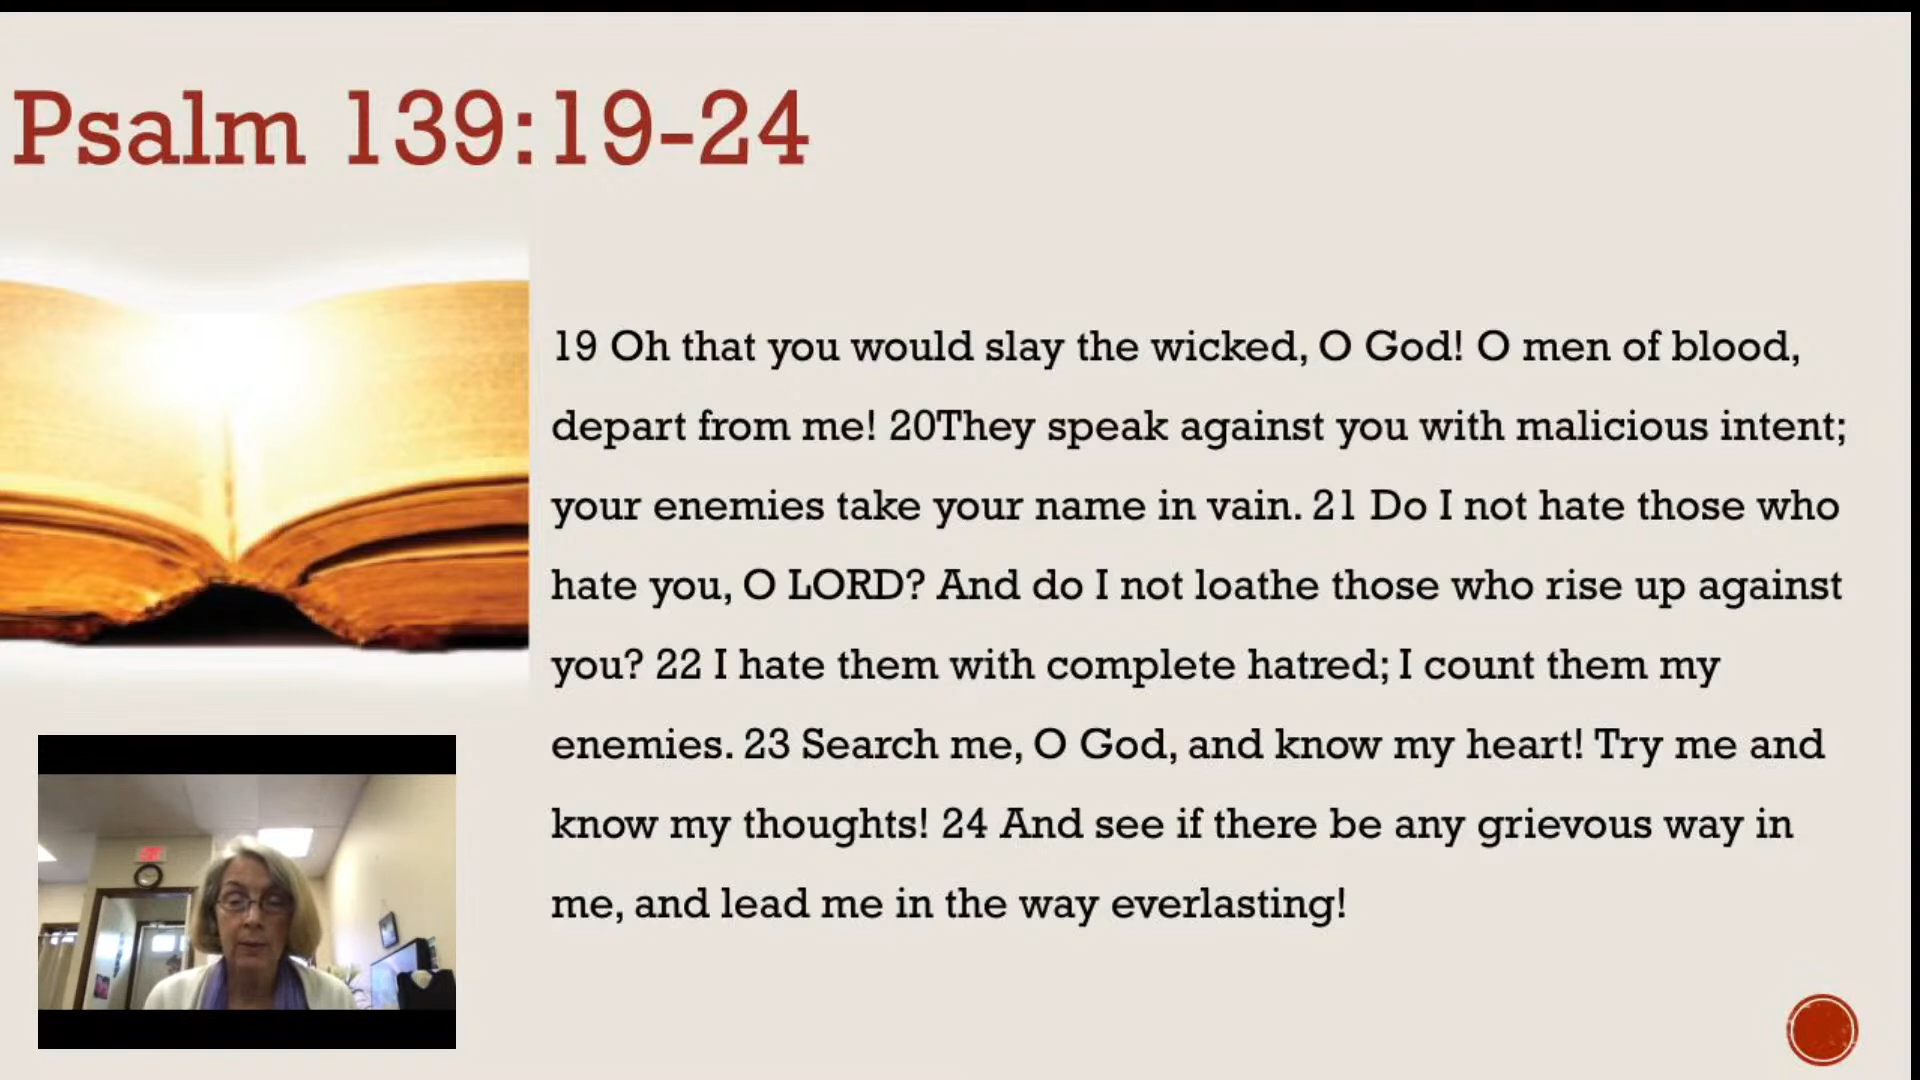 Psalm 139:19-24
19 Oh that you would slay the wicked, O God! O men of blood,
depart from me! 20They speak against you with malicious intent;
your enemies take your name in vain. 21 Do I not hate those who
hate you, O LORD? And do I not loathe those who rise up against
you? 22 I hate them with complete hatred; I count them my
enemies. 23 Search me, O God, and know my heart! Try me and
know my thoughts! 24 And see if there be any grievous way in
me, and lead me in the way everlasting!